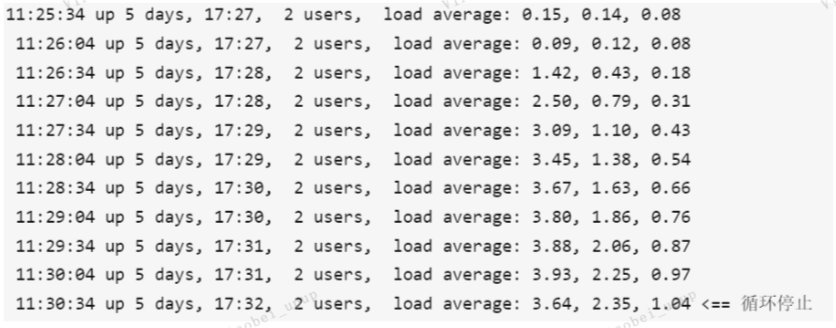 11:25:34 up 5 days, 17:27,  2 users,  load average: 0.15, 0.14, 0.08
11:26:04 up 5 days, 17:27,  2 users,  load average: 0.09, 0.12, 0.08
11:26:34 up 5 days, 17:28,  2 users,  load average: 1.42, 0.43, 0.18
11:27:04 up 5 days, 17:28,  2 users,  load average: 2.50, 0.79, 0.31
11:27:34 up 5 days, 17:29,  2 users,  load average: 3.09, 1.10, 0.43
11:28:04 up 5 days, 17:29,  2 users,  load average: 3.45, 1.38, 0.54
11:28:34 up 5 days, 17:30,  2 users,  load average: 3.67, 1.63, 0.66
11:29:04 up 5 days, 17:30,  2 users,  load average: 3.80, 1.86, 0.76
11:29:34 up 5 days, 17:31,  2 users,  load average: 3.88, 2.06, 0.87
11:30:04 up 5 days, 17:31,  2 users,  load average: 3.93, 2.25, 0.97
11:30:34 up 5 days, 17:32,  2 users,  load average: 3.64, 2.35, 1.04 <== 循环停止